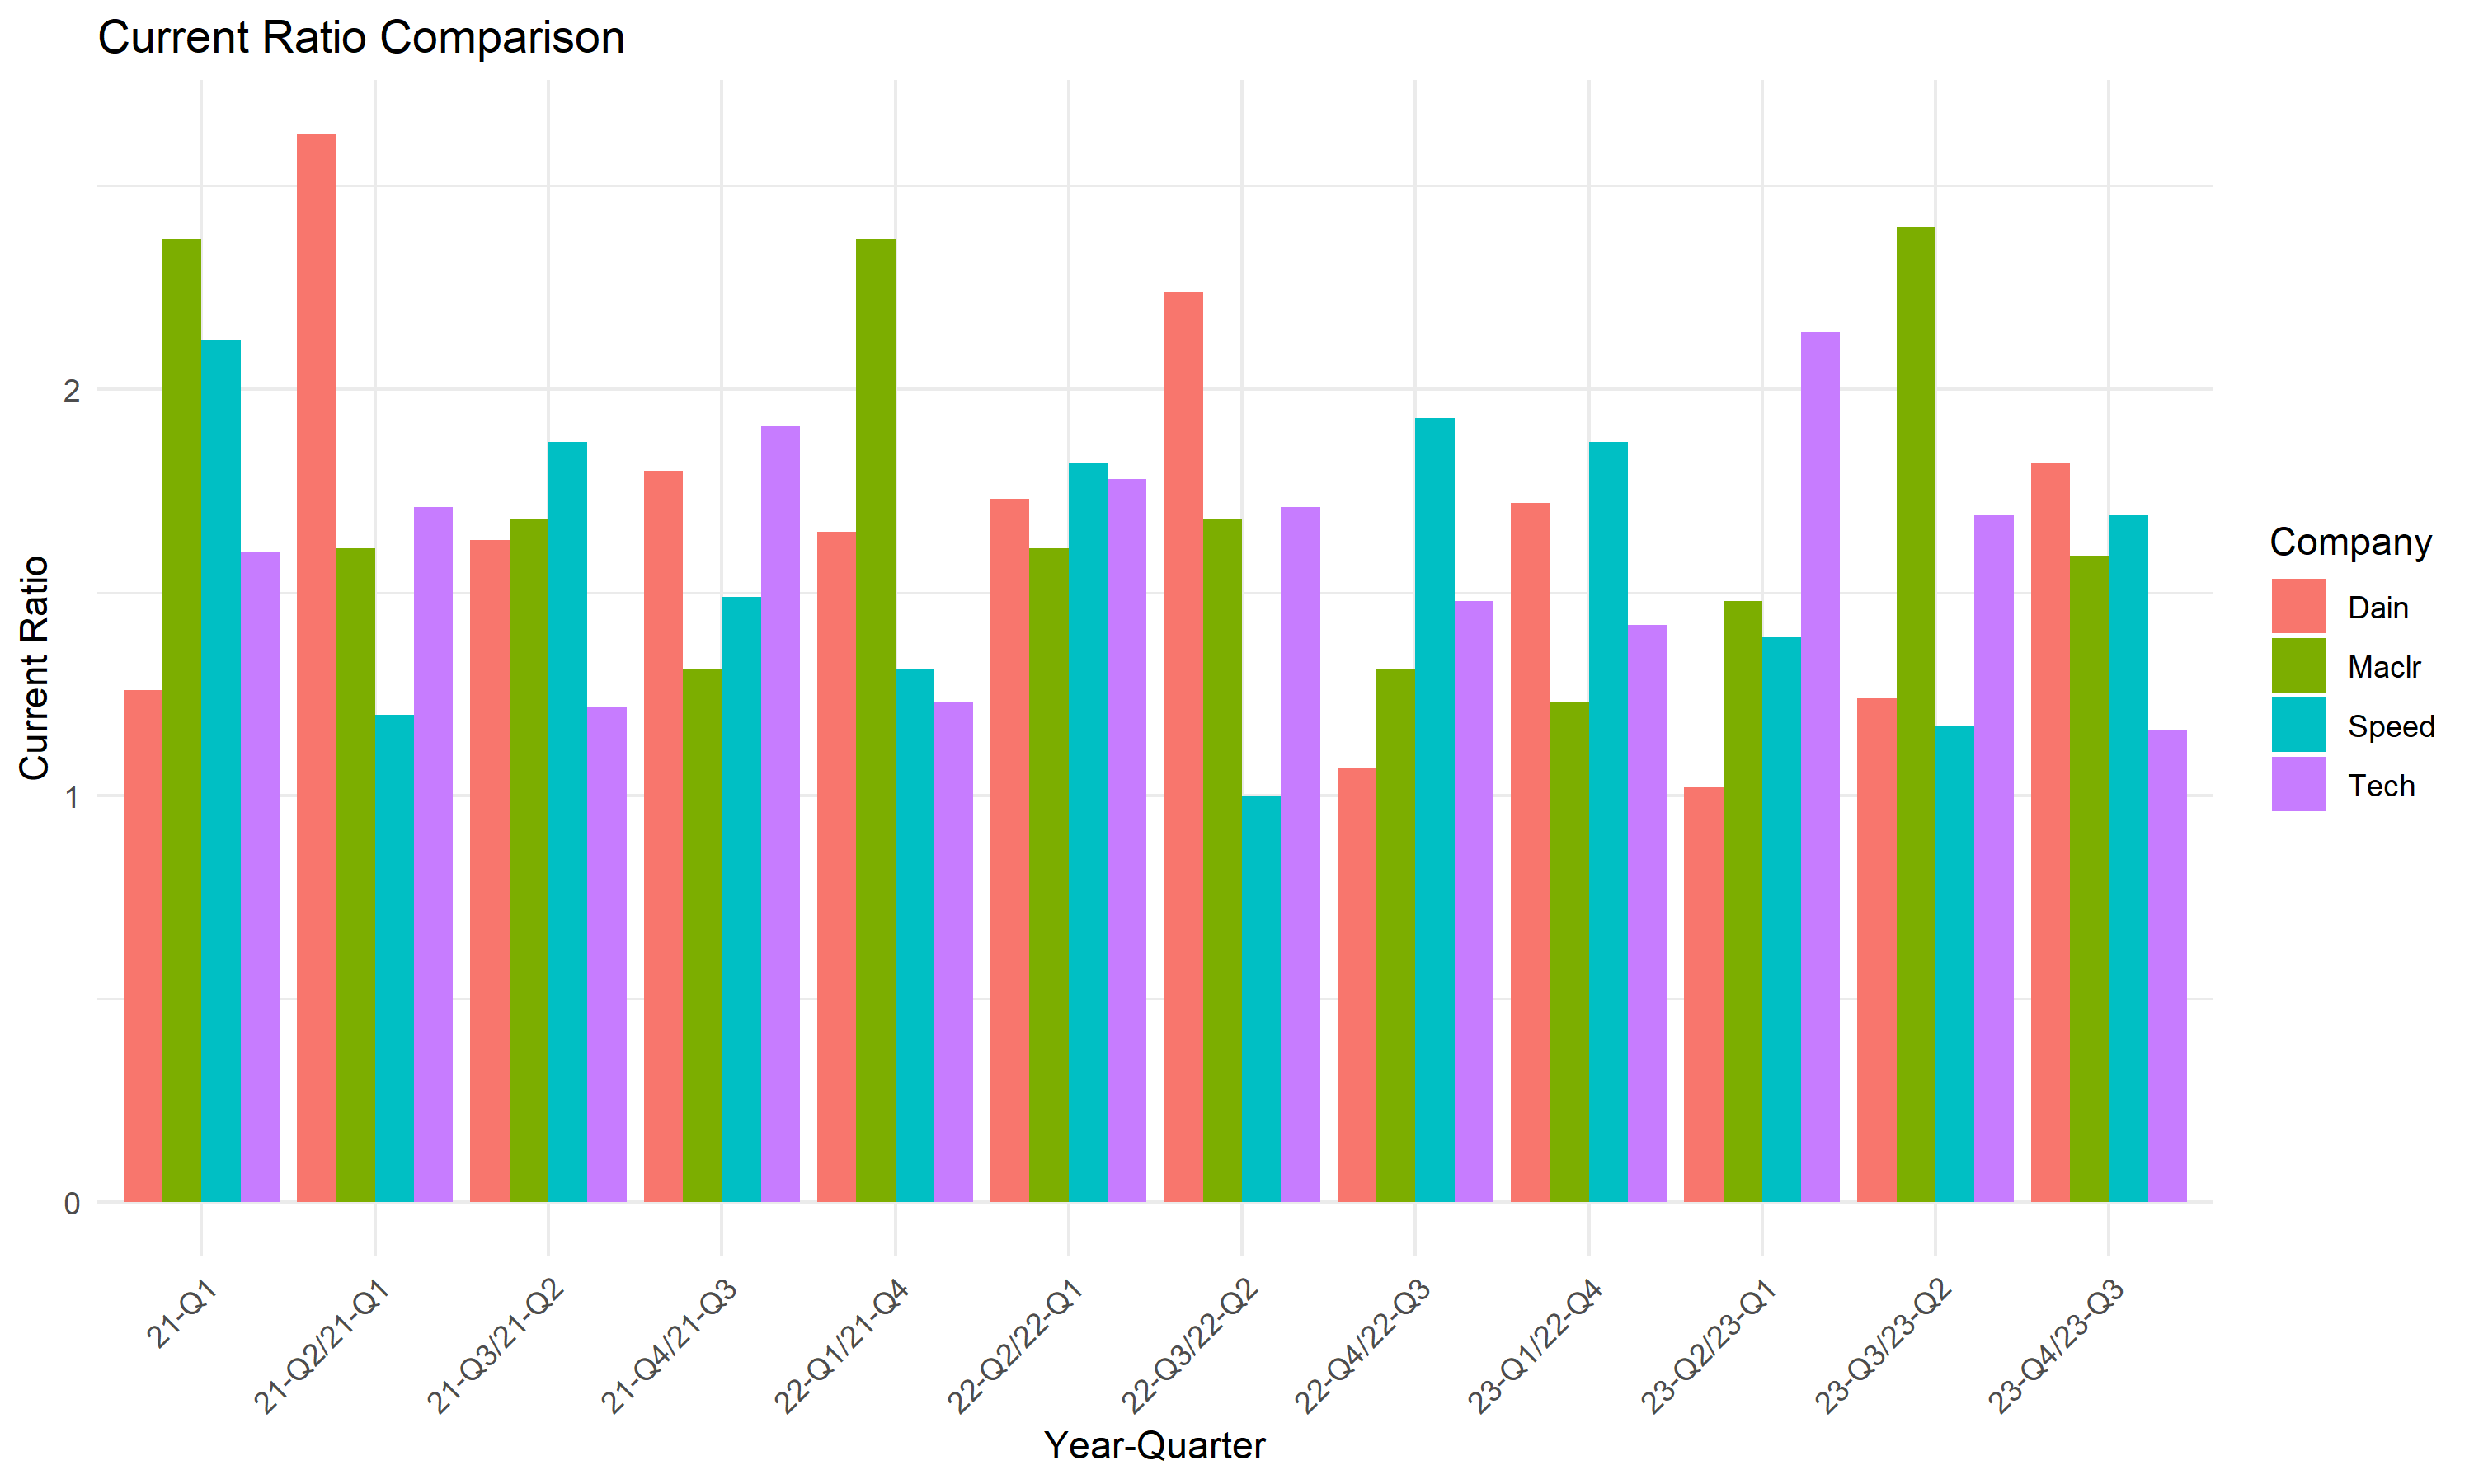 Current Ratio Comparison
Current Ratio
2
1
0
21-Q1
21-Q2/21-Q1
21-Q3/21-Q2
21-Q4/21-Q3
22-Q1/21-Q4
22-Q2/22-Q1
22-Q3/22-Q2
22-Q4/22-Q3
23-Q1/22-Q4
23-Q2/23-Q1
23-Q3/23-Q2
23-Q4/23-Q3
Year-Quarter
Company
Dain
Maclr
Speed
Tech